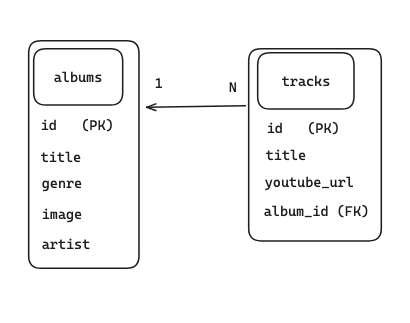 albums
id (PK)
title
genre
image
artist
1
N
tracks
id (PK)
title
youtube_url
album_id (FK)